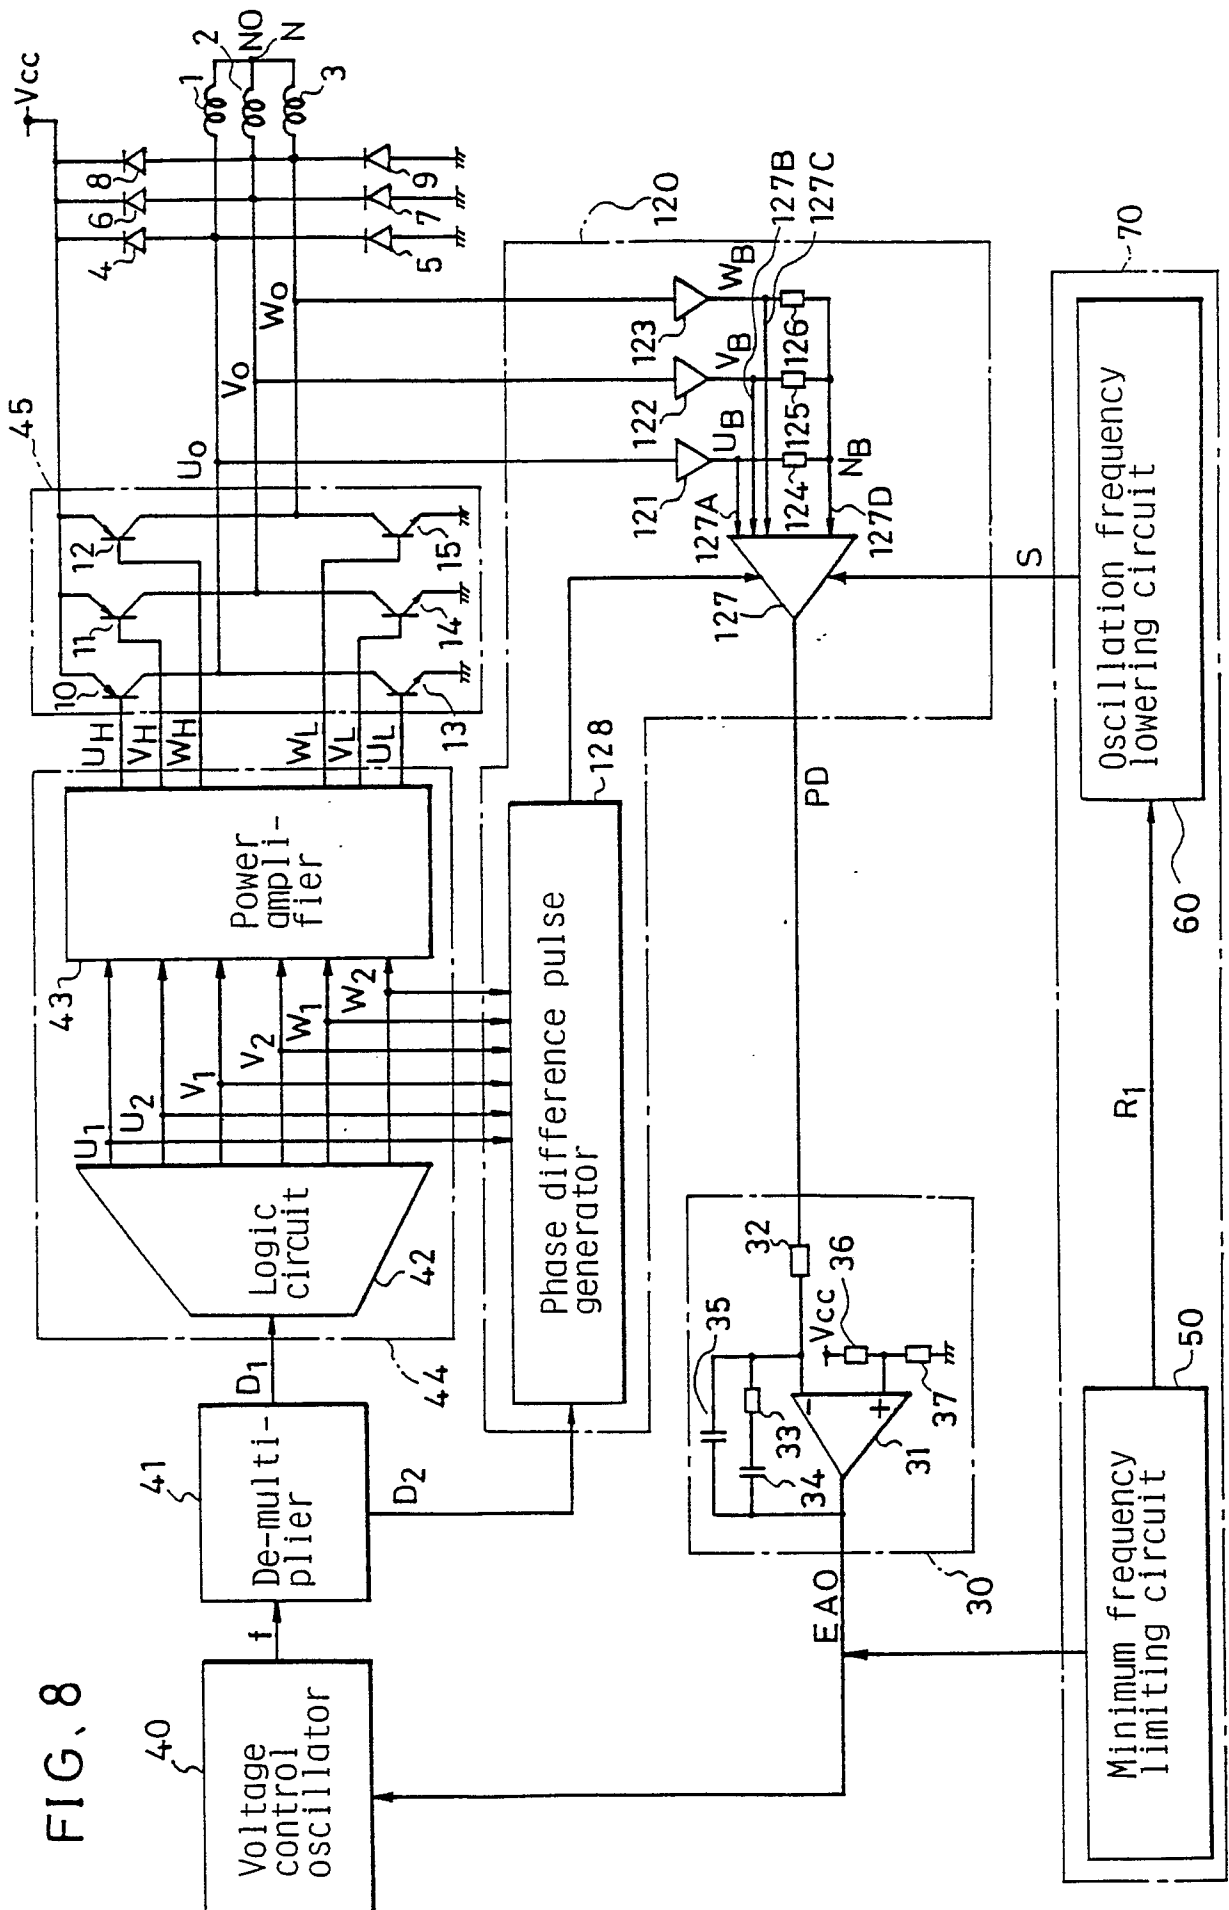 FIG. 8
40
Voltage
control
oscillator
f
41
De-multi-
plier
D1
D2
44
Logic
circuit
42
U1
U2
V1
V2
W1
W2
43
Power
ampli-
fier
UH
VH
WH
WL
VL
UL
45
10
11
12
13
14
15
UO
VO
WO
Vcc
4
6
8
5
7
9
1
2
3
NO
N
Phase difference pulse
generator
128
120
121
122
123
UB
VB
WB
124
125
126
NB
127A
127B
127C
127D
127
PD
S
30
31
32
33
34
35
36
37
Vcc
-
+
EAO
50
Minimum frequency
limiting circuit
R1
60
Oscillation frequency
lowering circuit
70